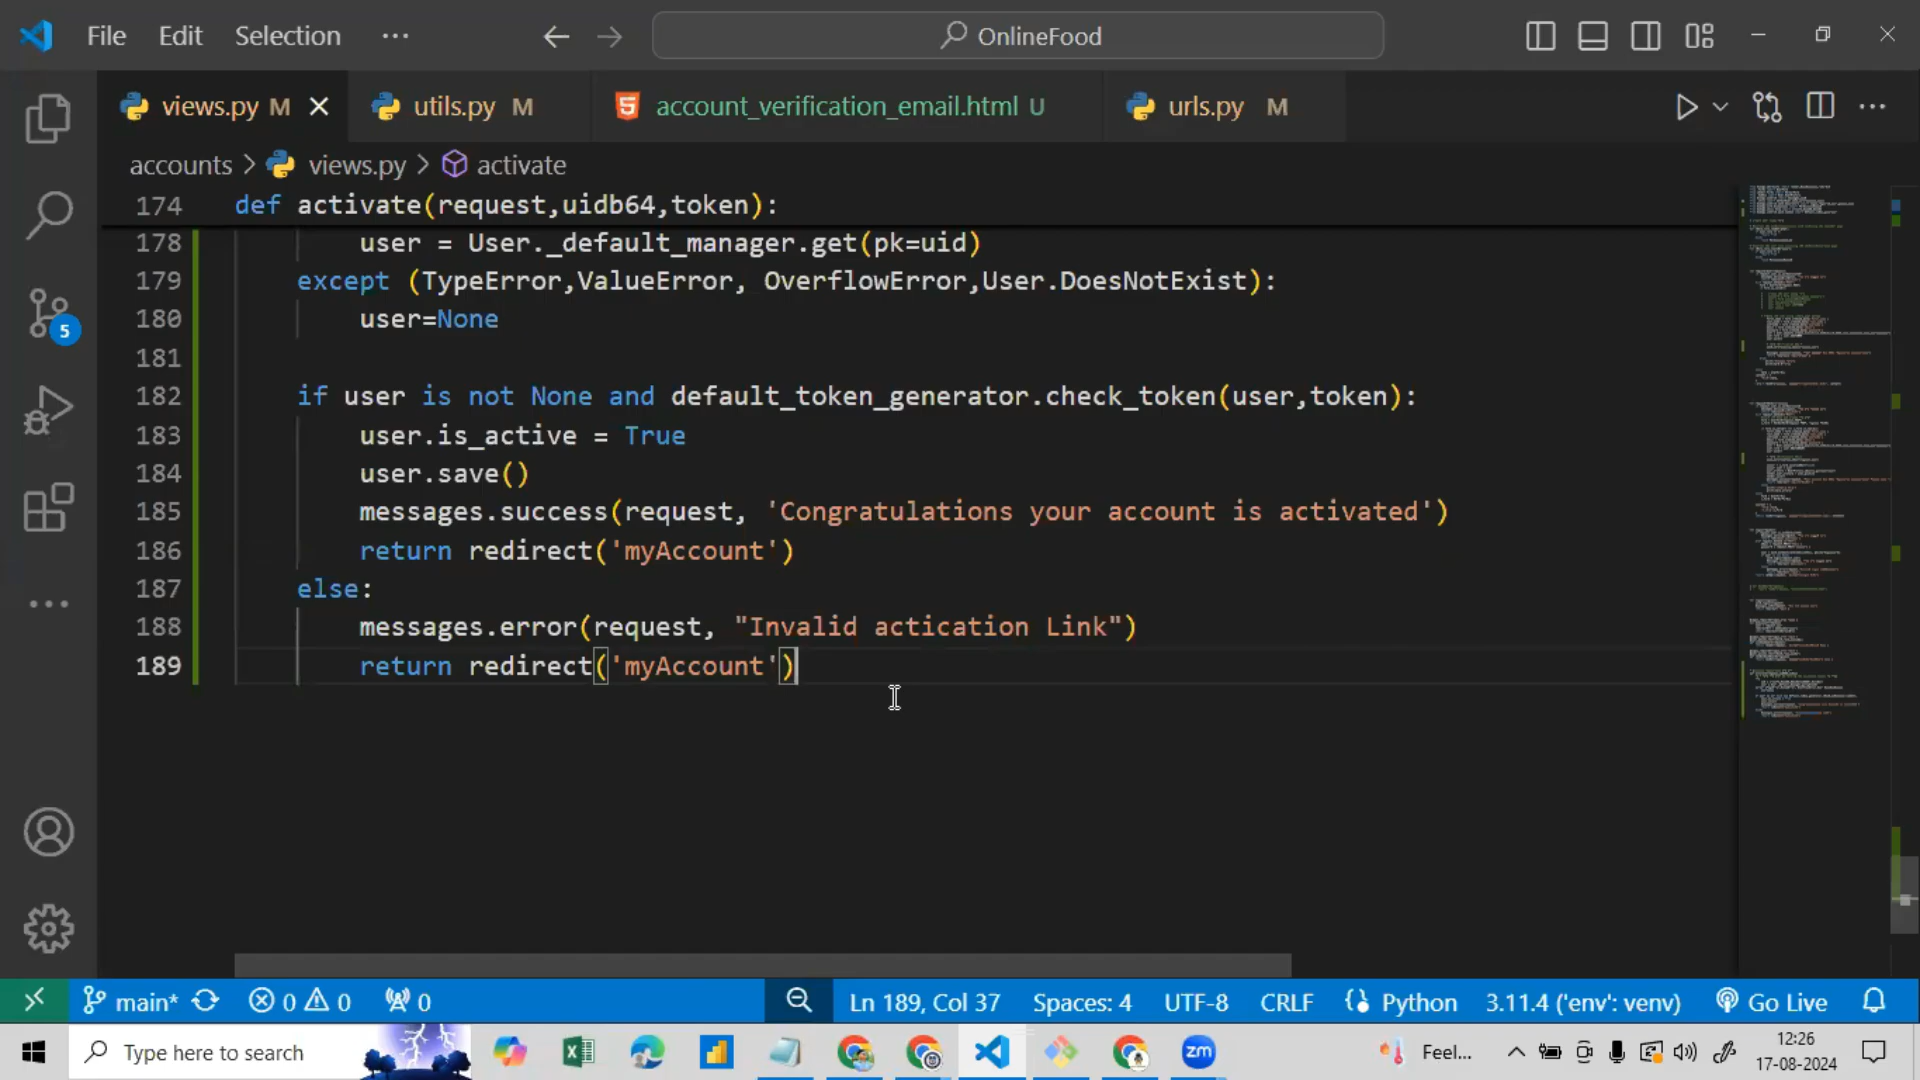 File Edit Selection ··· OnlineFood
views.py M utils.py M account_verification_email.html U urls.py M
accounts > views.py > activate
174 def activate(request,uidb64,token):
178 user = User._default_manager.get(pk=uid)
179 except (TypeError,ValueError, OverflowError,User.DoesNotExist):
180 user=None
181
182 if user is not None and default_token_generator.check_token(user,token):
183 user.is_active = True
184 user.save()
185 messages.success(request, 'Congratulations your account is activated')
186 return redirect('myAccount')
187 else:
188 messages.error(request, "Invalid actication Link")
189 return redirect('myAccount')
5
main* 0 0 0 Ln 189, Col 37 Spaces: 4 UTF-8 CRLF Python 3.11.4 ('env': venv) Go Live
Type here to search zm Feel... 12:26
17-08-2024